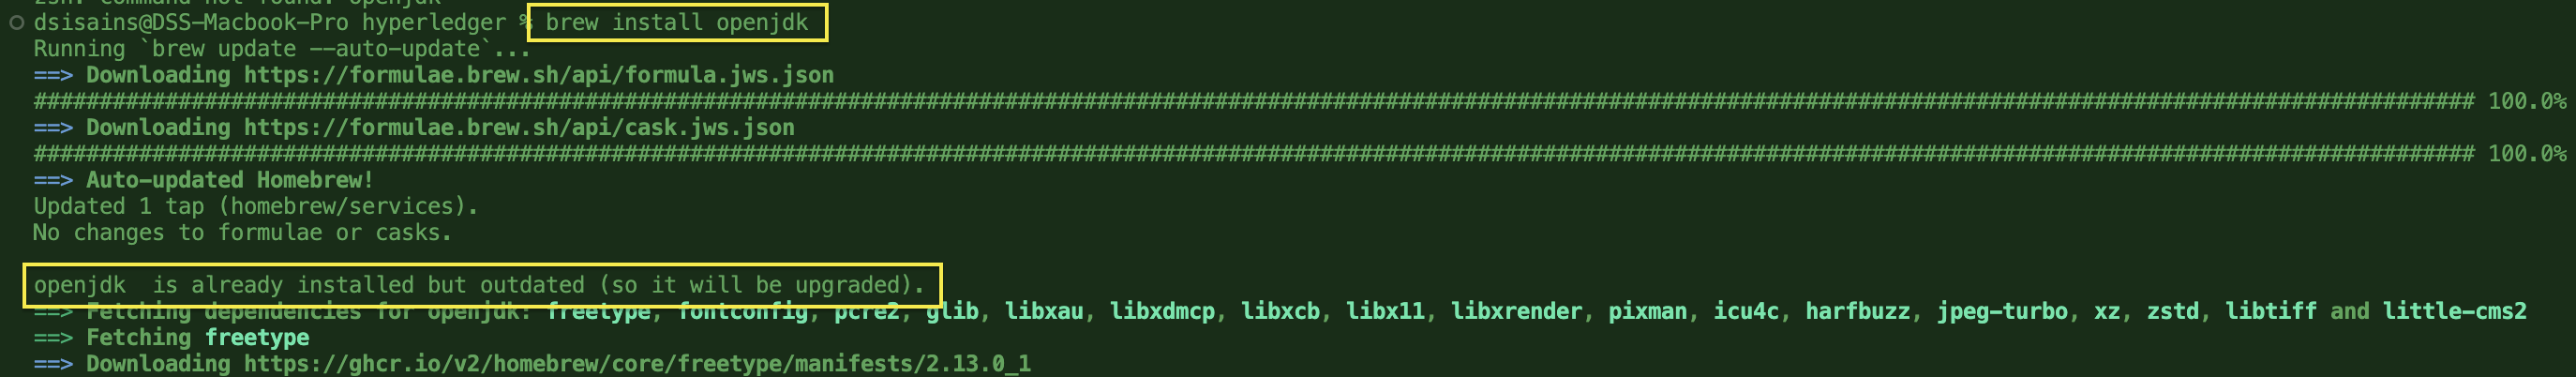 zsh: command not found: openjdk
dsisains@DSS-Macbook-Pro hyperledger % brew install openjdk
Running `brew update --auto-update`...
==> Downloading https://formulae.brew.sh/api/formula.jws.json
######################################################################################################################################################################################### 100.0%
==> Downloading https://formulae.brew.sh/api/cask.jws.json
######################################################################################################################################################################################### 100.0%
==> Auto-updated Homebrew!
Updated 1 tap (homebrew/services).
No changes to formulae or casks.
openjdk  is already installed but outdated (so it will be upgraded).
==> Fetching dependencies for openjdk: freetype, fontconfig, pcre2, glib, libxau, libxdmcp, libxcb, libx11, libxrender, pixman, icu4c, harfbuzz, jpeg-turbo, xz, zstd, libtiff and little-cms2
==> Fetching freetype
==> Downloading https://ghcr.io/v2/homebrew/core/freetype/manifests/2.13.0_1